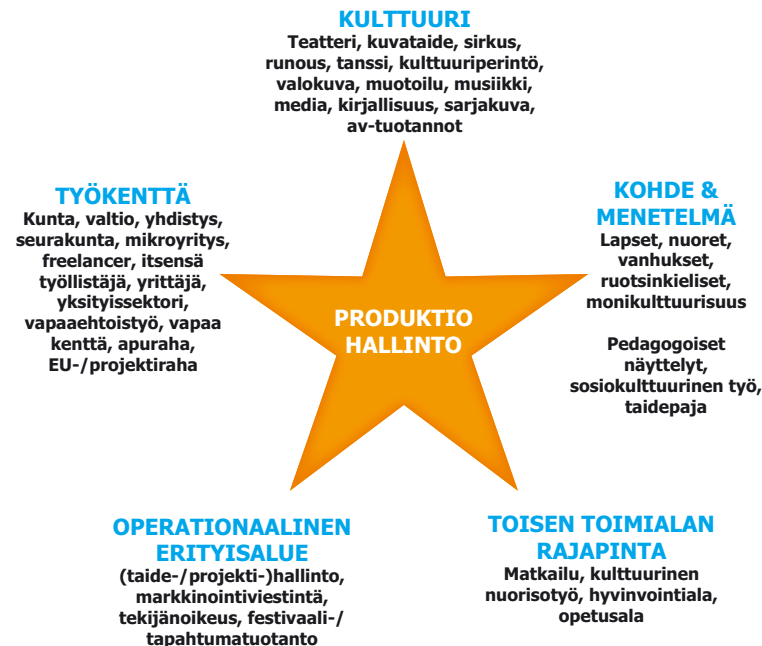 KULTTUURI
Teatteri, kuvataide, sirkus,
runous, tanssi, kulttuuriperintö,
valokuva, muotoilu, musiikki,
media, kirjallisuus, sarjakuva,
av-tuotannot
TYÖKENTTÄ
Kunta, valtio, yhdistys,
seurakunta, mikroyritys,
freelancer, itsensä
työllistäjä, yrittäjä,
yksityissektori,
vapaaehtoistyö, vapaa
kenttä, apuraha,
EU-/projektiraha
KOHDE &
MENETELMÄ
Lapset, nuoret,
vanhukset,
ruotsinkieliset,
monikulttuurisuus
Pedagogoiset
näyttelyt,
sosiokulttuurinen työ,
taidepaja
PRODUKTIO
HALLINTO
OPERATIONAALINEN
ERITYISALUE
(taide-/projekti-)hallinto,
markkinointiviestintä,
tekijänoikeus, festivaali-/
tapahtumatuotanto
TOISEN TOIMIALAN
RAJAPINTA
Matkailu, kulttuurinen
nuorisotyö, hyvinvointiala,
opetusala